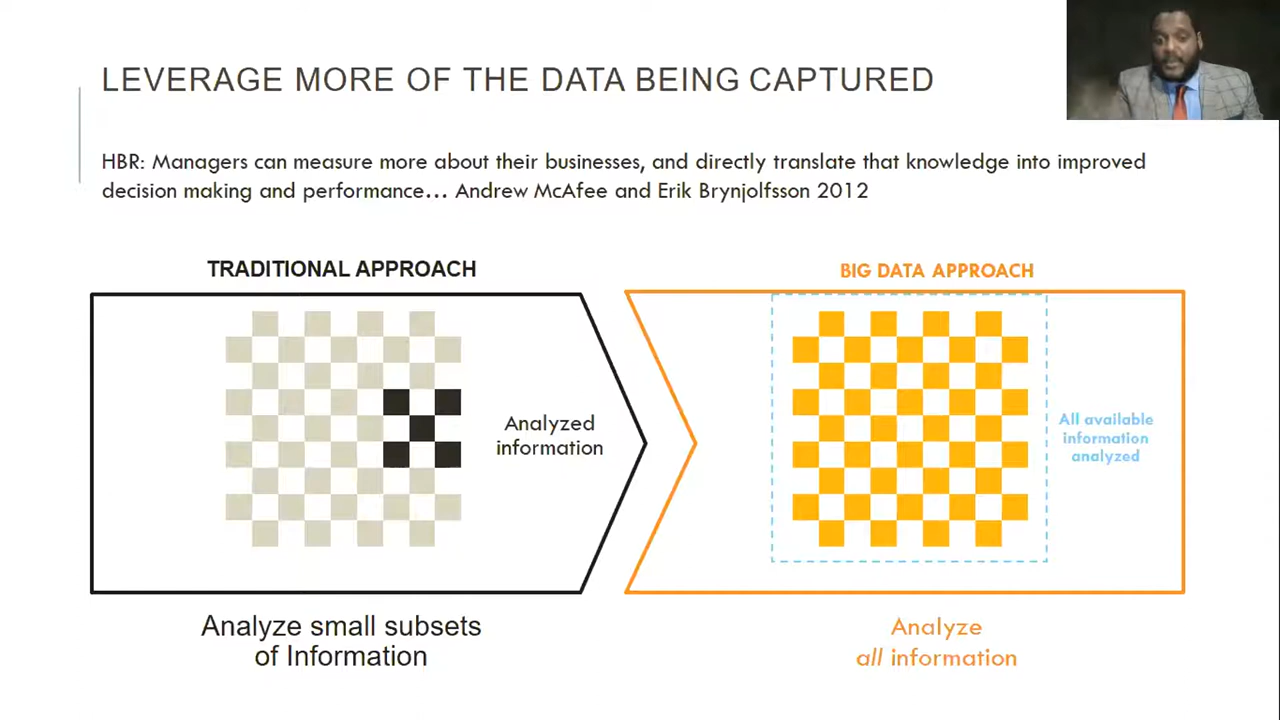 LEVERAGE MORE OF THE DATA BEING CAPTURED
HBR: Managers can measure more about their businesses, and directly translate that knowledge into improved
decision making and performance… Andrew McAfee and Erik Brynjolfsson 2012
TRADITIONAL APPROACH
Analyzed
information
Analyze small subsets
of Information
BIG DATA APPROACH
All available
information
analyzed
Analyze
all information